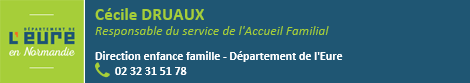 DÉPARTEMENT DE
L'eure
en Normandie
Cécile DRUAUX
Responsable du service de l'Accueil Familial
Direction enfance famille - Département de l'Eure
02 32 31 51 78